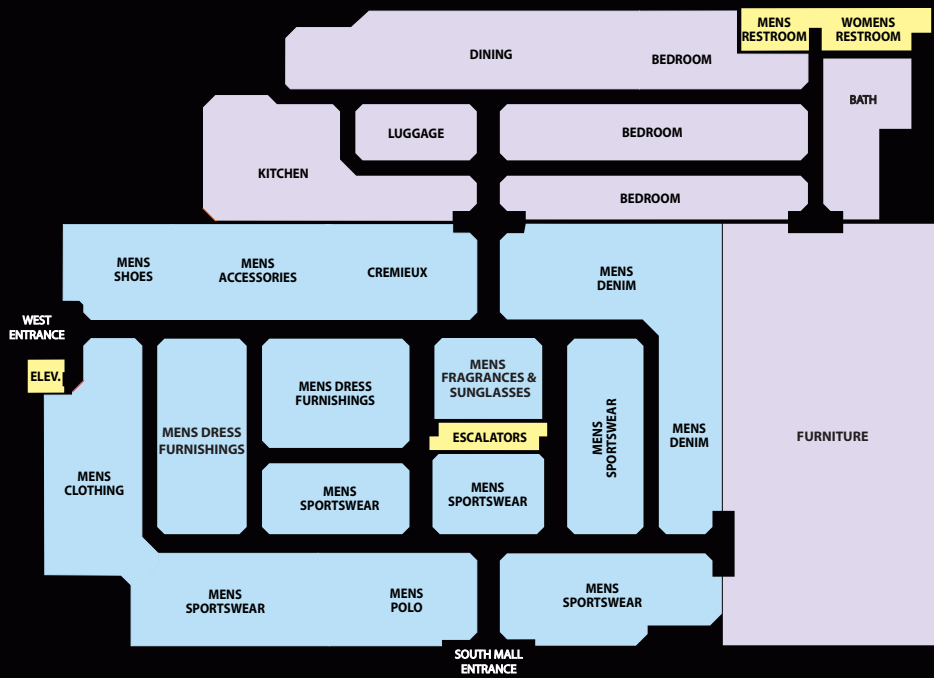 MENS
RESTROOM
WOMENS
RESTROOM
DINING
BEDROOM
BATH
LUGGAGE
BEDROOM
KITCHEN
BEDROOM
MENS
SHOES
MENS
ACCESSORIES
CREMIEUX
MENS
DENIM
WEST
ENTRANCE
ELEV.
MENS DRESS
FURNISHINGS
MENS
FRAGRANCES &
SUNGLASSES
MENS DRESS
FURNISHINGS
ESCALATORS
MENS
SPORTSWEAR
MENS
DENIM
FURNITURE
MENS
CLOTHING
MENS
SPORTSWEAR
MENS
SPORTSWEAR
MENS
SPORTSWEAR
MENS
POLO
MENS
SPORTSWEAR
SOUTH MALL
ENTRANCE